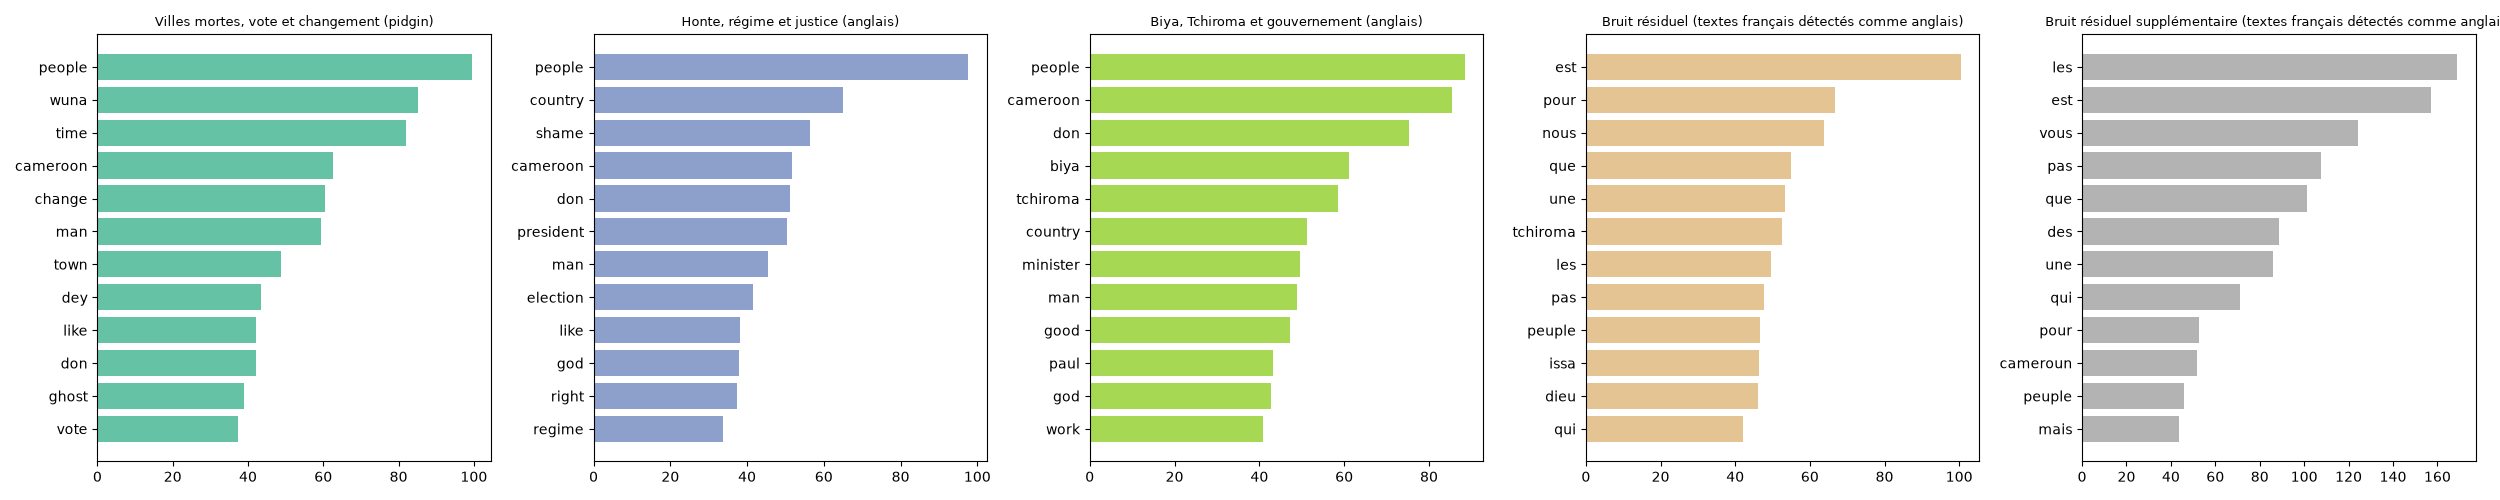 Villes mortes, vote et changement (pidgin)
people
wuna
time
cameroon
change
man
town
dey
like
don
ghost
vote
0 20 40 60 80 100
Honte, régime et justice (anglais)
people
country
shame
cameroon
don
president
man
election
like
god
right
regime
0 20 40 60 80 100
Biya, Tchiroma et gouvernement (anglais)
people
cameroon
don
biya
tchiroma
country
minister
man
good
paul
god
work
0 20 40 60 80
Bruit résiduel (textes français détectés comme anglais)
est
pour
nous
que
une
tchiroma
les
pas
peuple
issa
dieu
qui
0 20 40 60 80 100
Bruit résiduel supplémentaire (textes français détectés comme anglai
les
est
vous
pas
que
des
une
qui
pour
cameroun
peuple
mais
0 20 40 60 80 100 120 140 160